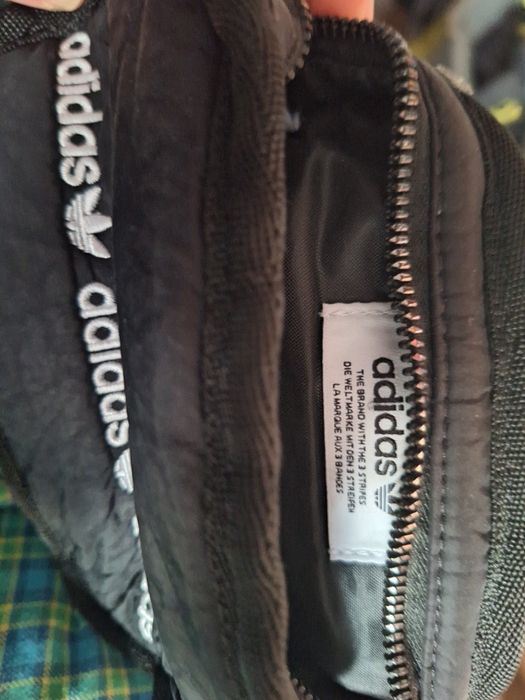 adidas
adidas
adidas
THE BRAND WITH THE 3 STRIPES
DIE WELTMARKE MIT DEN 3 STREIFEN
LA MARQUE AUX 3 BANDES